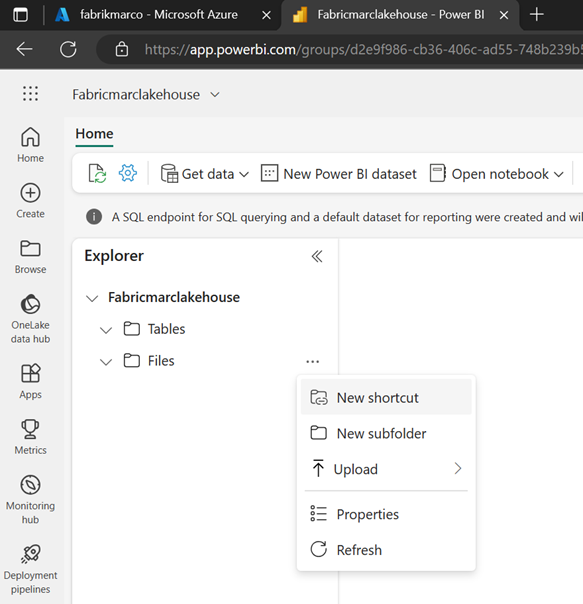 fabrikmarco - Microsoft Azure
Fabricmarclakehouse - Power BI
https://app.powerbi.com/groups/d2e9f986-cb36-406c-ad55-748b239b5
Fabricmarclakehouse
Home
Get data
New Power BI dataset
Open notebook
A SQL endpoint for SQL querying and a default dataset for reporting were created and wil
Home
Create
Browse
OneLake
data hub
Apps
Metrics
Monitoring
hub
Deployment
pipelines
Explorer
Fabricmarclakehouse
Tables
Files
...
New shortcut
New subfolder
Upload
Properties
Refresh